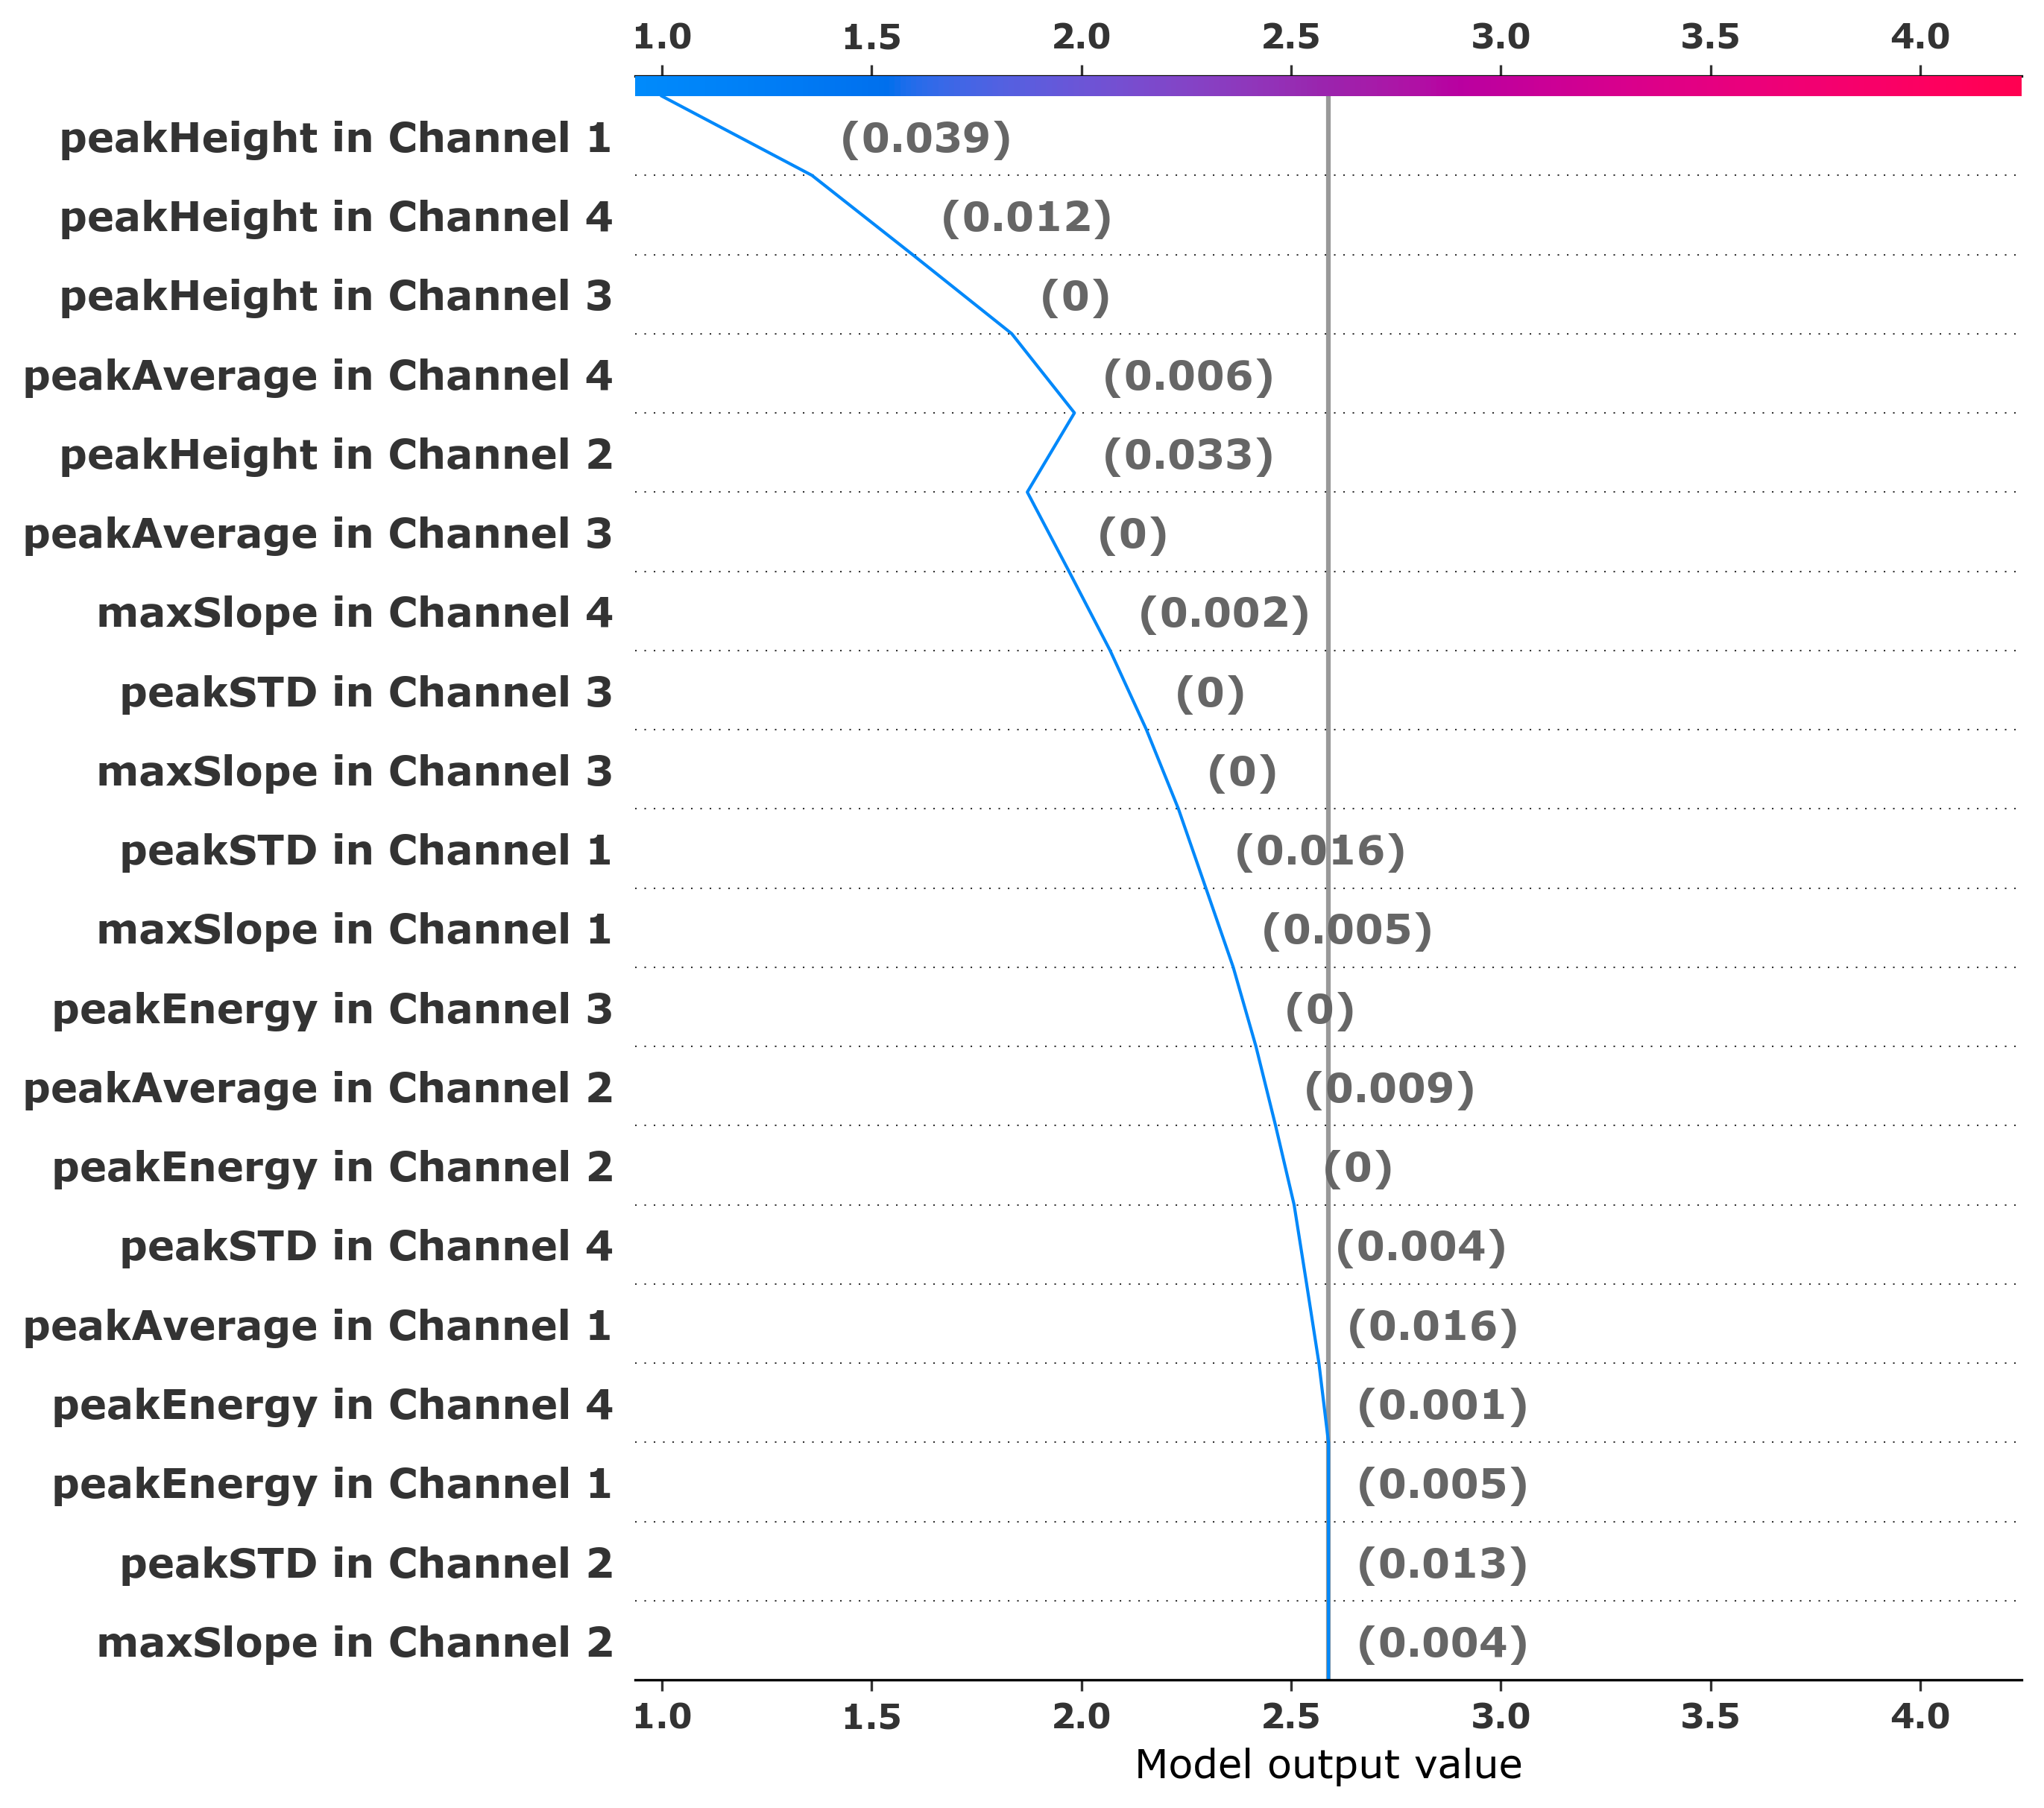 1.0 1.5 2.0 2.5 3.0 3.5 4.0
peakHeight in Channel 1 (0.039)
peakHeight in Channel 4 (0.012)
peakHeight in Channel 3 (0)
peakAverage in Channel 4 (0.006)
peakHeight in Channel 2 (0.033)
peakAverage in Channel 3 (0)
maxSlope in Channel 4 (0.002)
peakSTD in Channel 3 (0)
maxSlope in Channel 3 (0)
peakSTD in Channel 1 (0.016)
maxSlope in Channel 1 (0.005)
peakEnergy in Channel 3 (0)
peakAverage in Channel 2 (0.009)
peakEnergy in Channel 2 (0)
peakSTD in Channel 4 (0.004)
peakAverage in Channel 1 (0.016)
peakEnergy in Channel 4 (0.001)
peakEnergy in Channel 1 (0.005)
peakSTD in Channel 2 (0.013)
maxSlope in Channel 2 (0.004)
1.0 1.5 2.0 2.5 3.0 3.5 4.0
Model output value